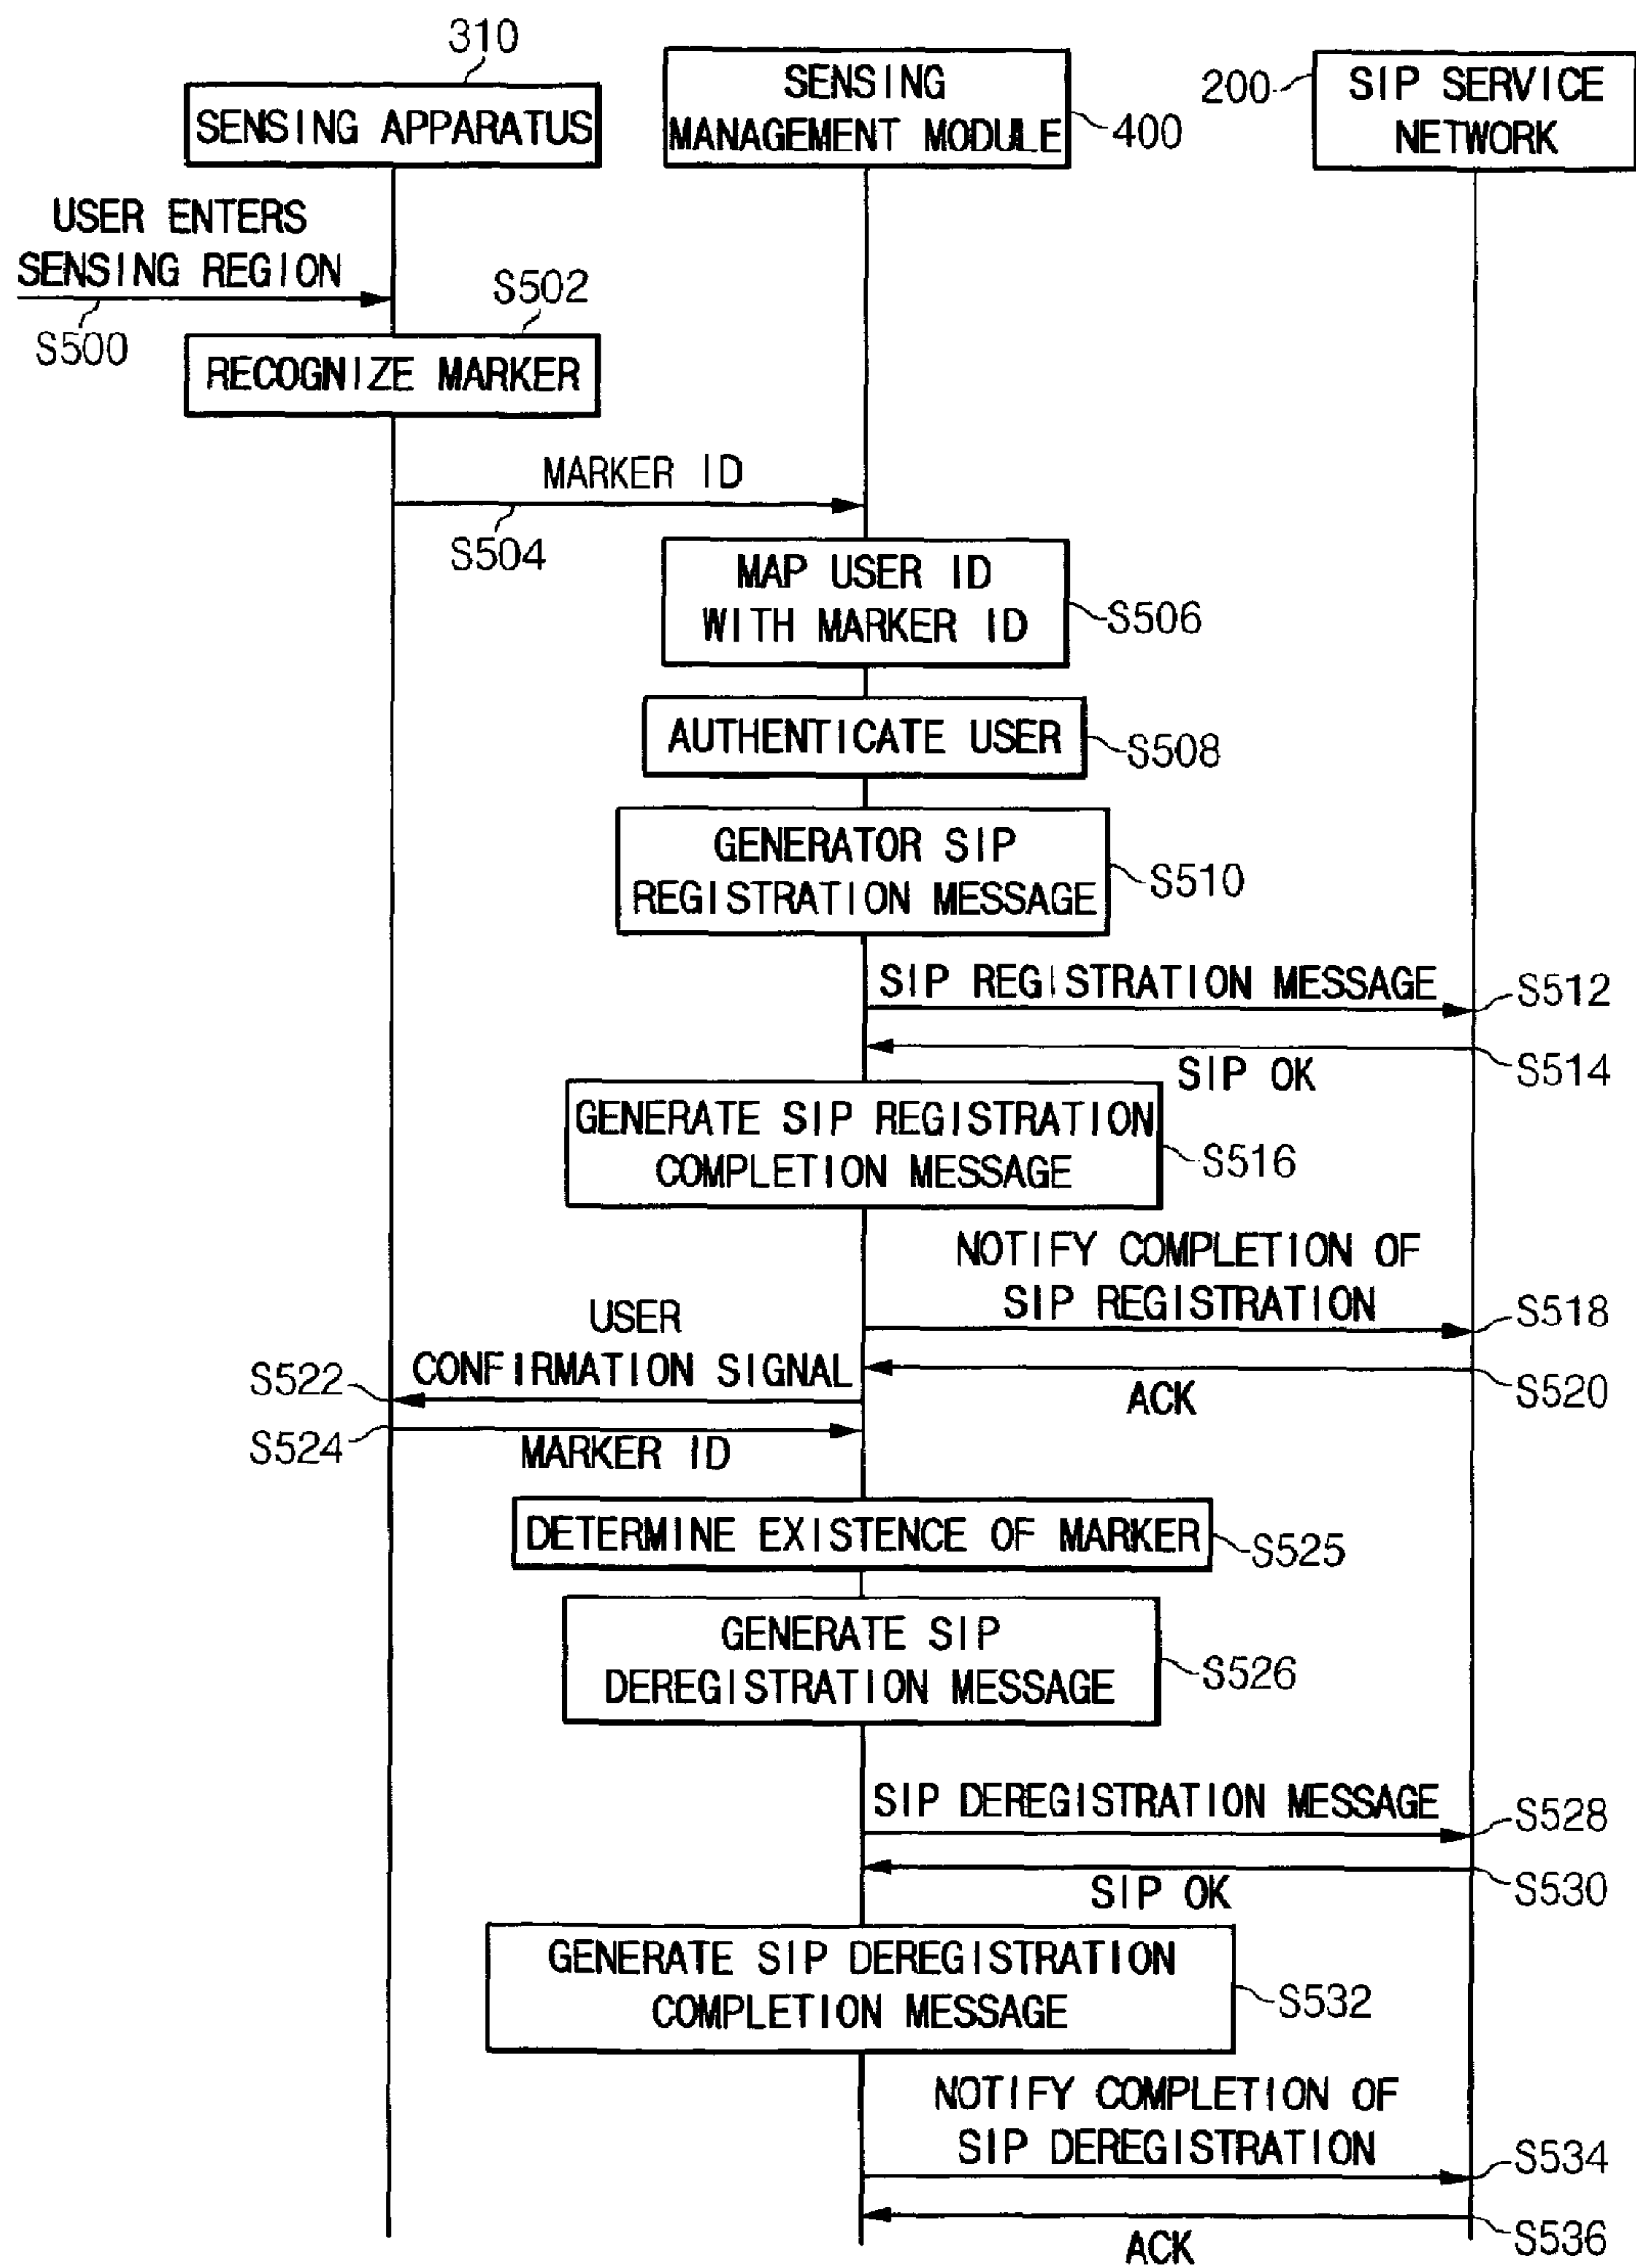 310
SENSING APPARATUS
SENSING
MANAGEMENT MODULE
400
200
SIP SERVICE
NETWORK
USER ENTERS
SENSING REGION
S500
S502
RECOGNIZE MARKER
MARKER ID
S504
MAP USER ID
WITH MARKER ID
S506
AUTHENTICATE USER
S508
GENERATOR SIP
REGISTRATION MESSAGE
S510
SIP REGISTRATION MESSAGE
S512
SIP OK
S514
GENERATE SIP REGISTRATION
COMPLETION MESSAGE
S516
NOTIFY COMPLETION OF
SIP REGISTRATION
S518
USER
CONFIRMATION SIGNAL
S522
ACK
S520
S524
MARKER ID
DETERMINE EXISTENCE OF MARKER
S525
GENERATE SIP
DEREGISTRATION MESSAGE
S526
SIP DEREGISTRATION MESSAGE
S528
SIP OK
S530
GENERATE SIP DEREGISTRATION
COMPLETION MESSAGE
S532
NOTIFY COMPLETION OF
SIP DEREGISTRATION
S534
ACK
S536